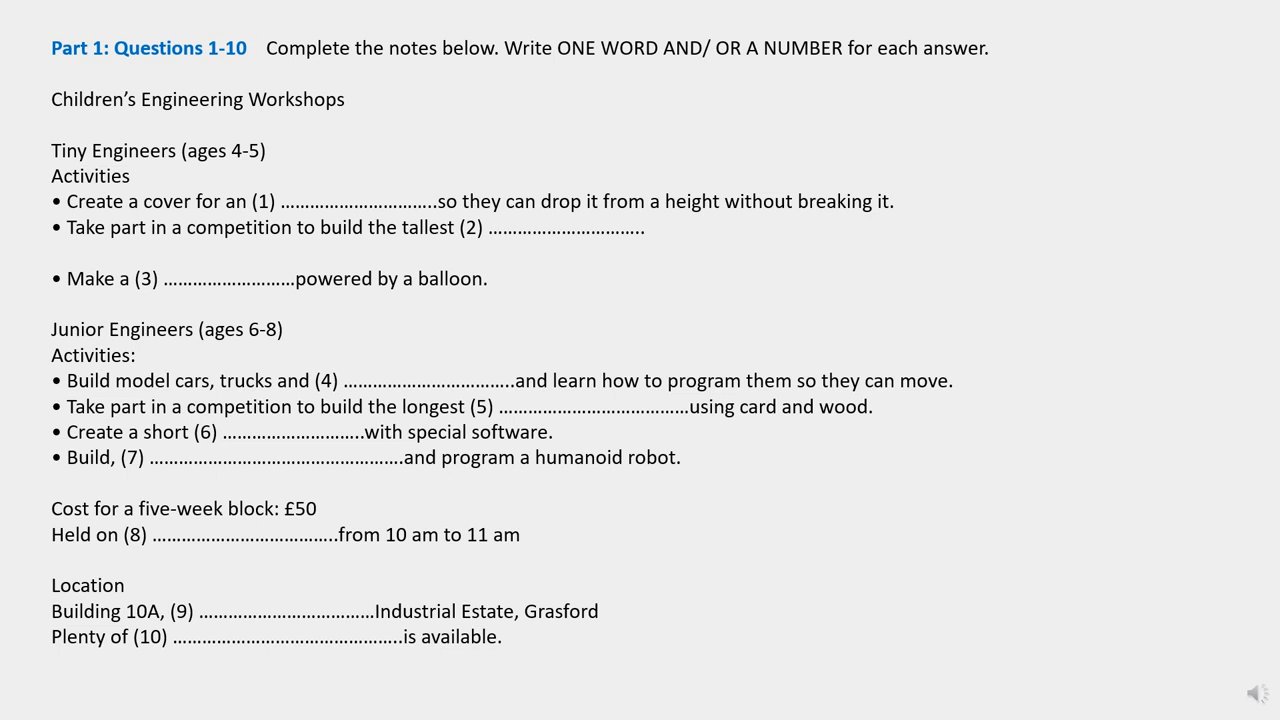 Part 1: Questions 1-10 Complete the notes below. Write ONE WORD AND/ OR A NUMBER for each answer.
Children’s Engineering Workshops
Tiny Engineers (ages 4-5)
Activities
• Create a cover for an (1) …………………………..so they can drop it from a height without breaking it.
• Take part in a competition to build the tallest (2) …………………………..
• Make a (3) ………………………powered by a balloon.
Junior Engineers (ages 6-8)
Activities:
• Build model cars, trucks and (4) ……………………………..and learn how to program them so they can move.
• Take part in a competition to build the longest (5) …………………………………using card and wood.
• Create a short (6) ………………………..with special software.
• Build, (7) …………………………………………….and program a humanoid robot.
Cost for a five-week block: £50
Held on (8) ………………………………..from 10 am to 11 am
Location
Building 10A, (9) ………………………………Industrial Estate, Grasford
Plenty of (10) ………………………………………..is available.